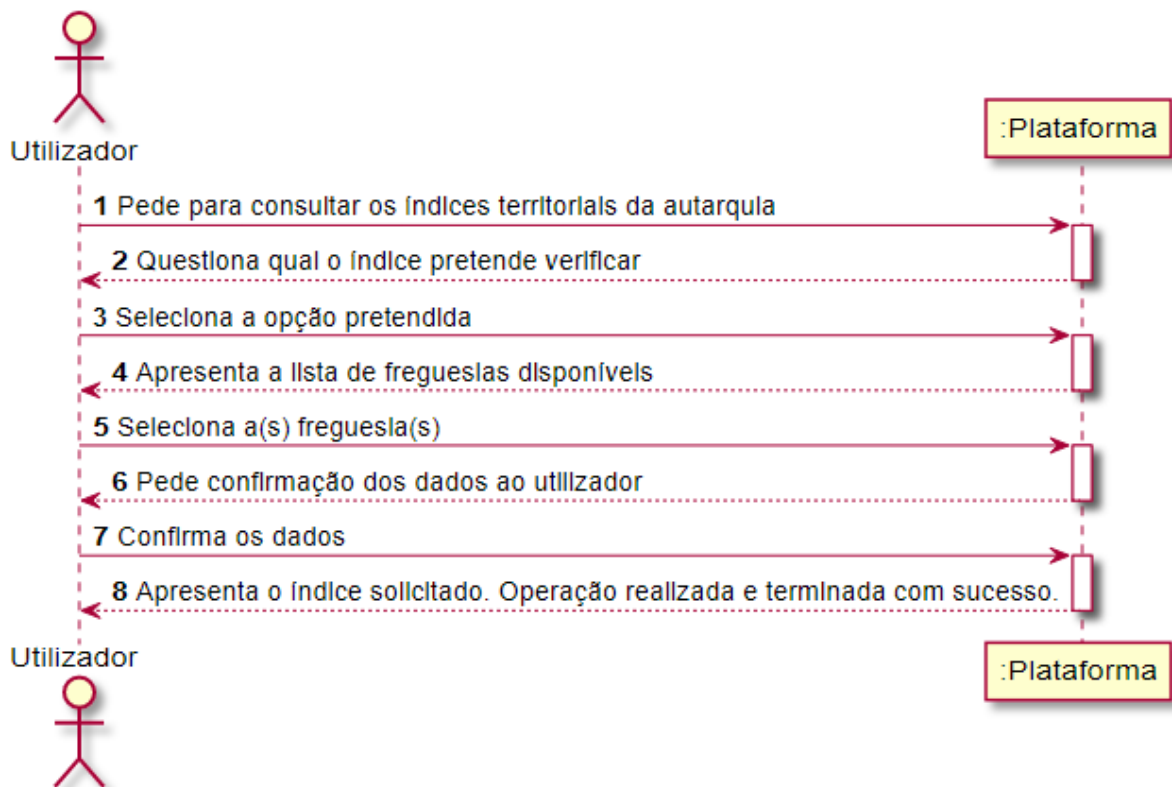 Utilizador
:Plataforma
1 Pede para consultar os índices territoriais da autarquia
2 Questiona qual o índice pretende verificar
3 Seleciona a opção pretendida
4 Apresenta a lista de freguesias disponíveis
5 Seleciona a(s) freguesia(s)
6 Pede confirmação dos dados ao utilizador
7 Confirma os dados
8 Apresenta o índice solicitado. Operação realizada e terminada com sucesso.
Utilizador
:Plataforma